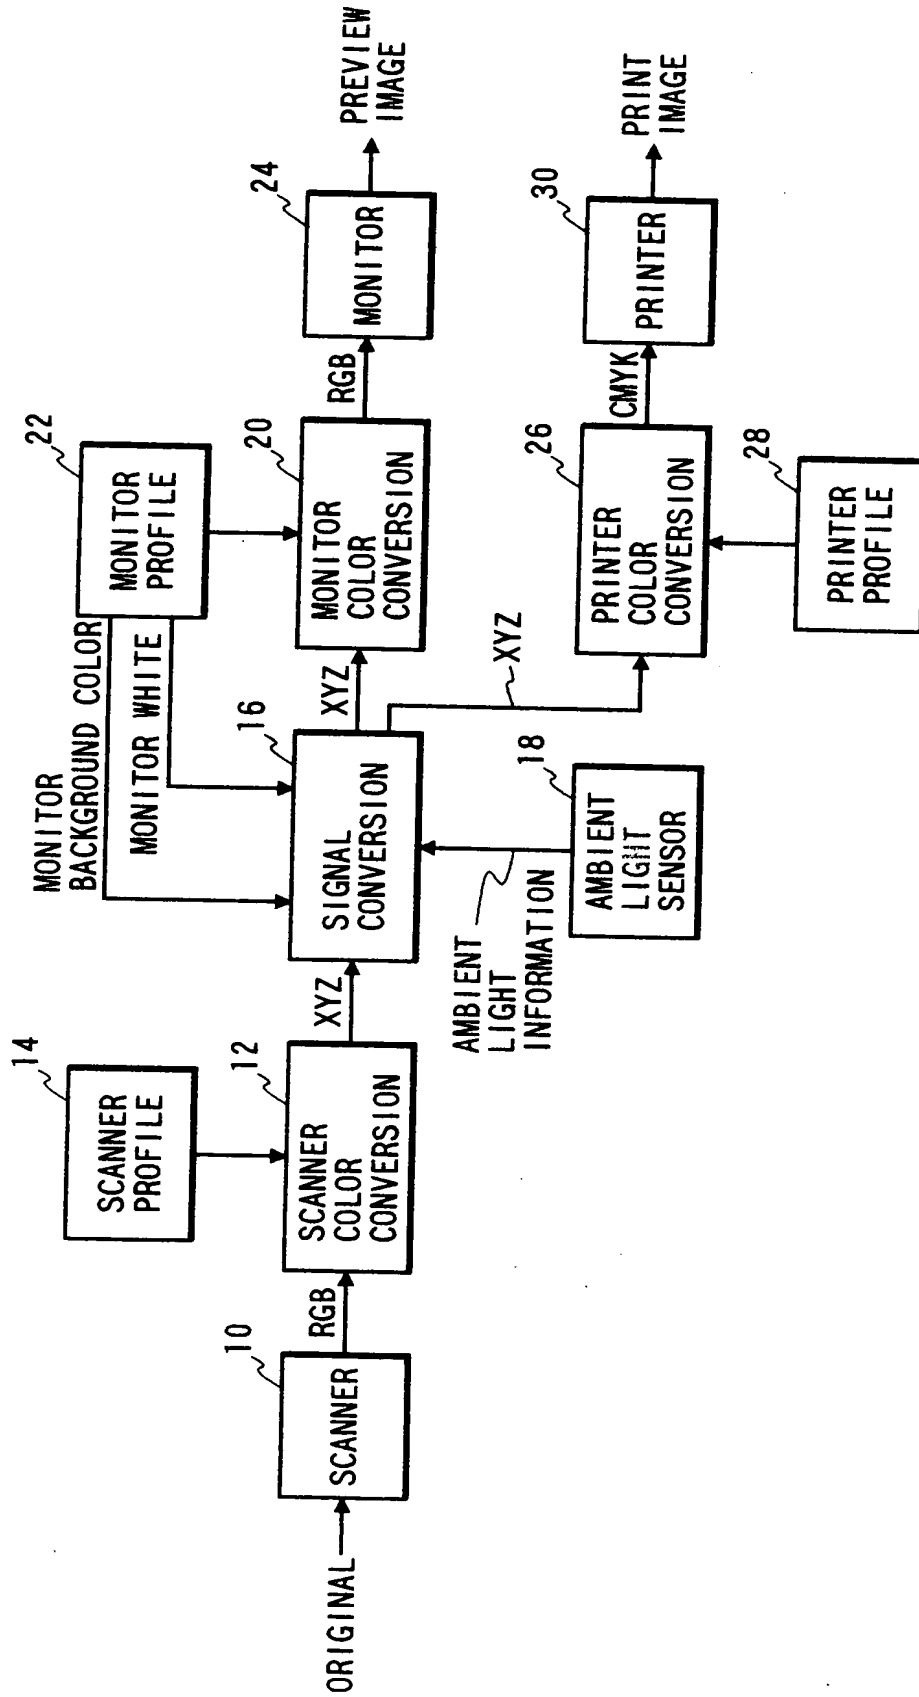 ORIGINAL
10
SCANNER
RGB
14
SCANNER
PROFILE
12
SCANNER
COLOR
CONVERSION
XYZ
MONITOR
BACKGROUND COLOR
MONITOR WHITE
16
SIGNAL
CONVERSION
AMBIENT
LIGHT
INFORMATION
18
AMBIENT
LIGHT
SENSOR
XYZ
XYZ
22
MONITOR
PROFILE
20
MONITOR
COLOR
CONVERSION
RGB
24
MONITOR
PREVIEW
IMAGE
26
PRINTER
COLOR
CONVERSION
28
PRINTER
PROFILE
CMYK
30
PRINTER
PRINT
IMAGE